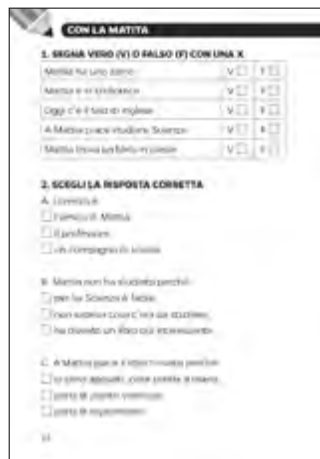 CON LA MATITA
1. SEGNA VERO (V) O FALSO (F) CON UNA X
Mattia ha uno zaino V F
Mattia è in V F
Oggi c'è il test di inglese V F
A Mattia piace studiare Scienze V F
Mattia trova un libro in V F
2. SCEGLI LA RISPOSTA CORRETTA
A. Lorenzo è
l'amico di Mattia
il professore
un compagno di scuola
B. Mattia non ha studiato perché
per lui Scienze è facile
non sapeva cosa c'era da studiare
ha trovato un libro più interessante
C. A Mattia piace il libro trovato perché
ci sono appunti, come
parla di piante
parla di esperimenti